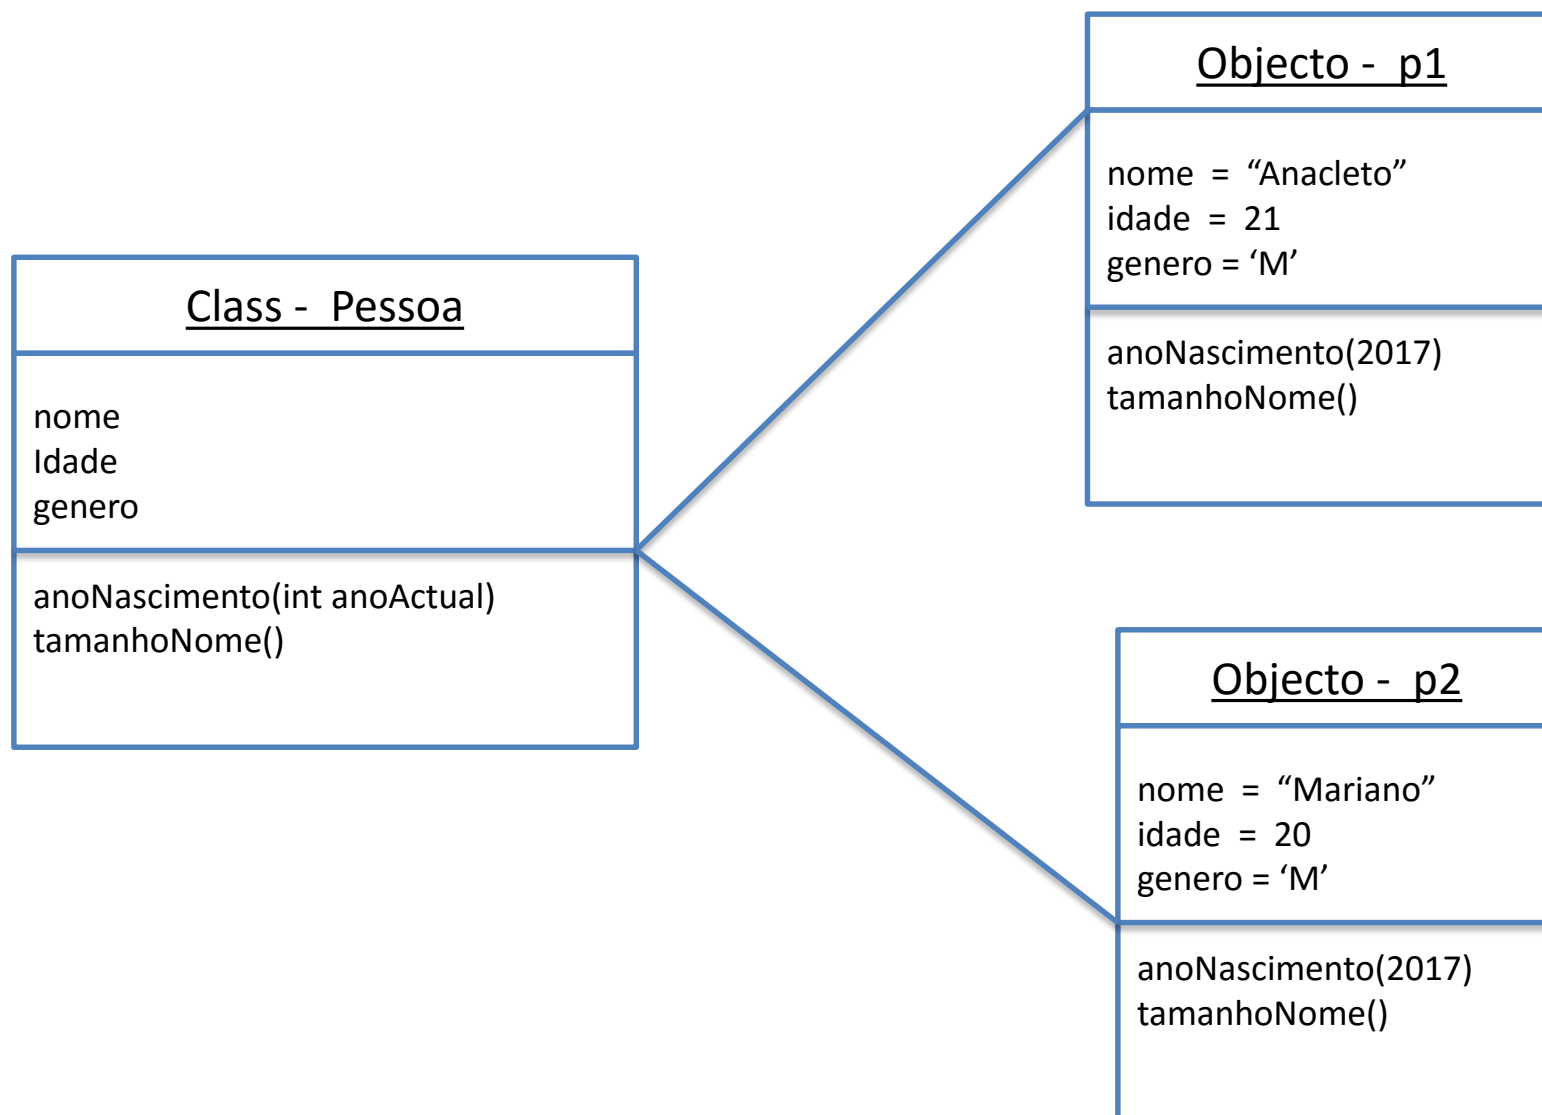 Class - Pessoa
nome
Idade
genero
anoNascimento(int anoActual)
tamanhoNome()
Objecto - p1
nome = “Anacleto”
idade = 21
genero = ‘M’
anoNascimento(2017)
tamanhoNome()
Objecto - p2
nome = “Mariano”
idade = 20
genero = ‘M’
anoNascimento(2017)
tamanhoNome()